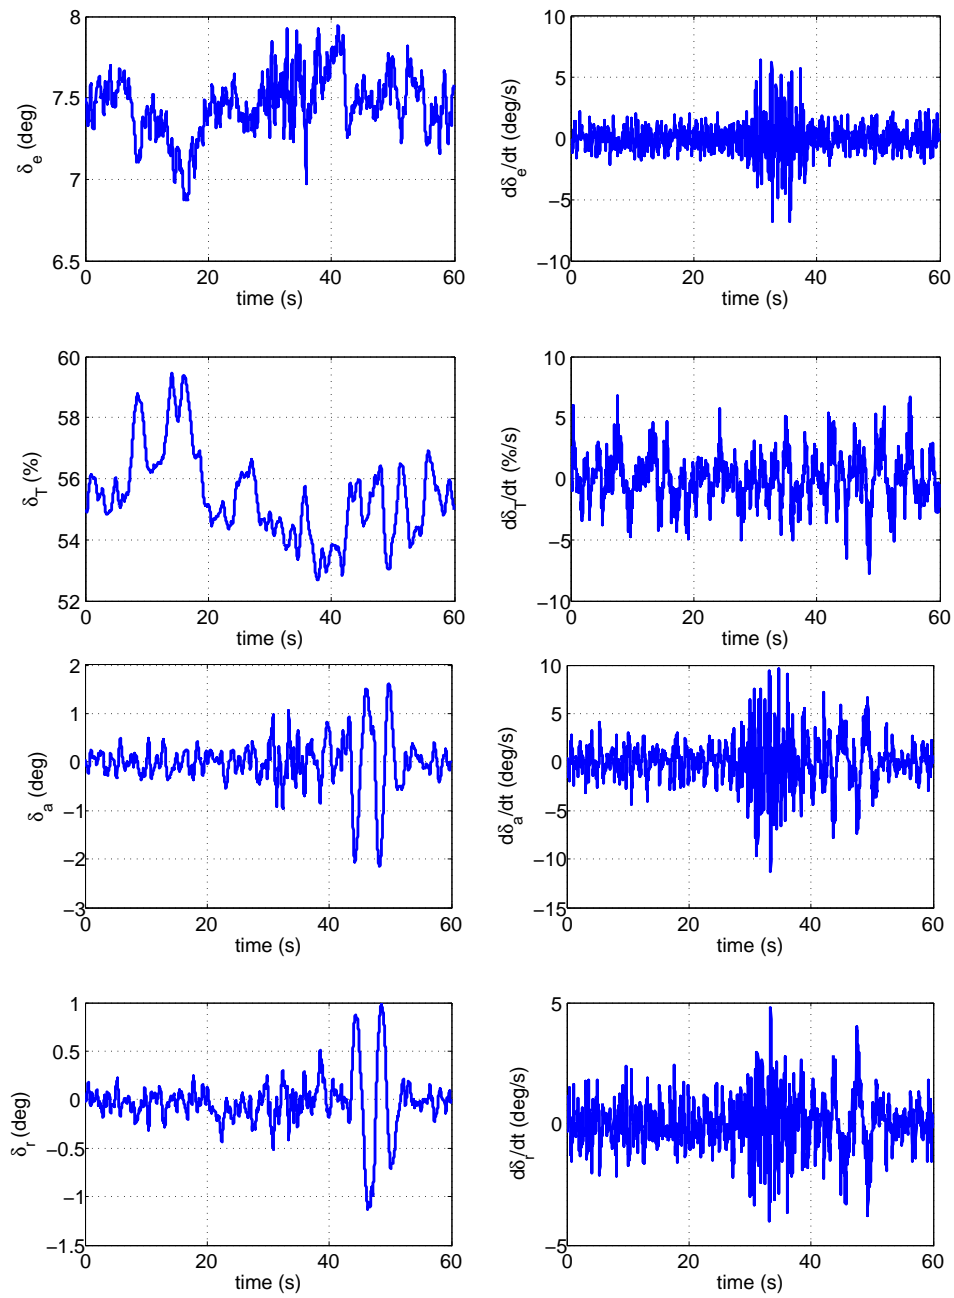 8
7.5
7
6.5
δe (deg)
0 20 40 60
time (s)
10
5
0
−5
−10
dδe/dt (deg/s)
0 20 40 60
time (s)
60
58
56
54
52
δT (%)
0 20 40 60
time (s)
10
5
0
−5
−10
dδT/dt (%/s)
0 20 40 60
time (s)
2
1
0
−1
−2
−3
δa (deg)
0 20 40 60
time (s)
10
5
0
−5
−10
−15
dδa/dt (deg/s)
0 20 40 60
time (s)
1
0.5
0
−0.5
−1
−1.5
δr (deg)
0 20 40 60
time (s)
5
0
−5
dδr/dt (deg/s)
0 20 40 60
time (s)